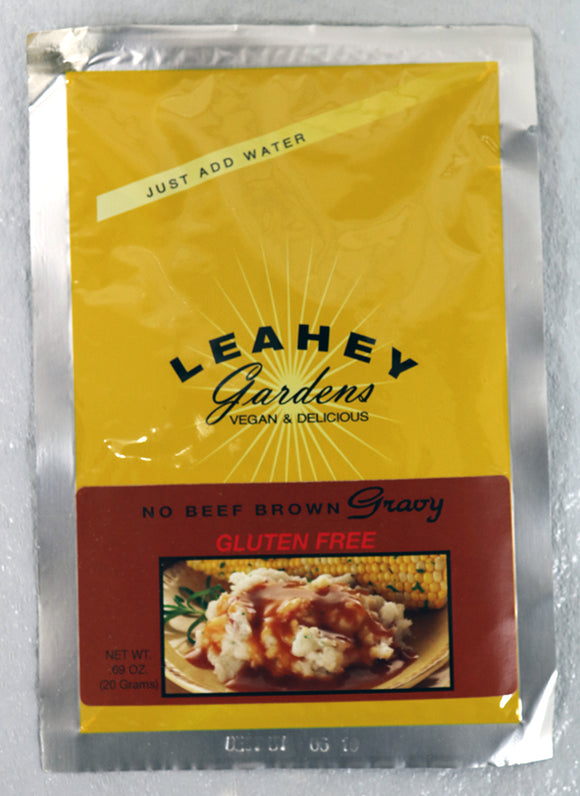 JUST ADD WATER
LEAHEY
Gardens
VEGAN & DELICIOUS
NO BEEF BROWN Gravy
GLUTEN FREE
NET WT.
.69 OZ.
(20 Grams)